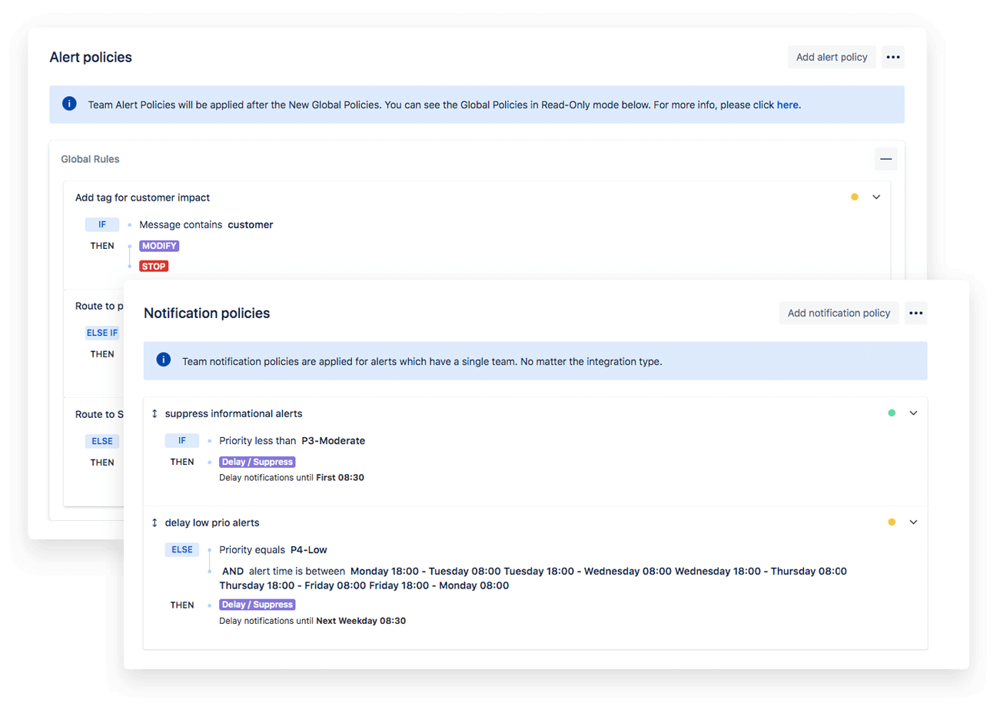 Alert policies
Add alert policy
Team Alert Policies will be applied after the New Global Policies. You can see the Global Policies in Read-Only mode below. For more info, please click here.
Global Rules
Add tag for customer impact
IF Message contains customer
THEN MODIFY
STOP
Route to p
ELSE IF
THEN
Route to S
ELSE
THEN
Notification policies
Add notification policy
Team notification policies are applied for alerts which have a single team. No matter the integration type.
suppress informational alerts
IF Priority less than P3-Moderate
THEN Delay / Suppress
Delay notifications until First 08:30
delay low prio alerts
ELSE Priority equals P4-Low
AND alert time is between Monday 18:00 - Tuesday 08:00 Tuesday 18:00 - Wednesday 08:00 Wednesday 18:00 - Thursday 08:00
Thursday 18:00 - Friday 08:00 Friday 18:00 - Monday 08:00
THEN Delay / Suppress
Delay notifications until Next Weekday 08:30